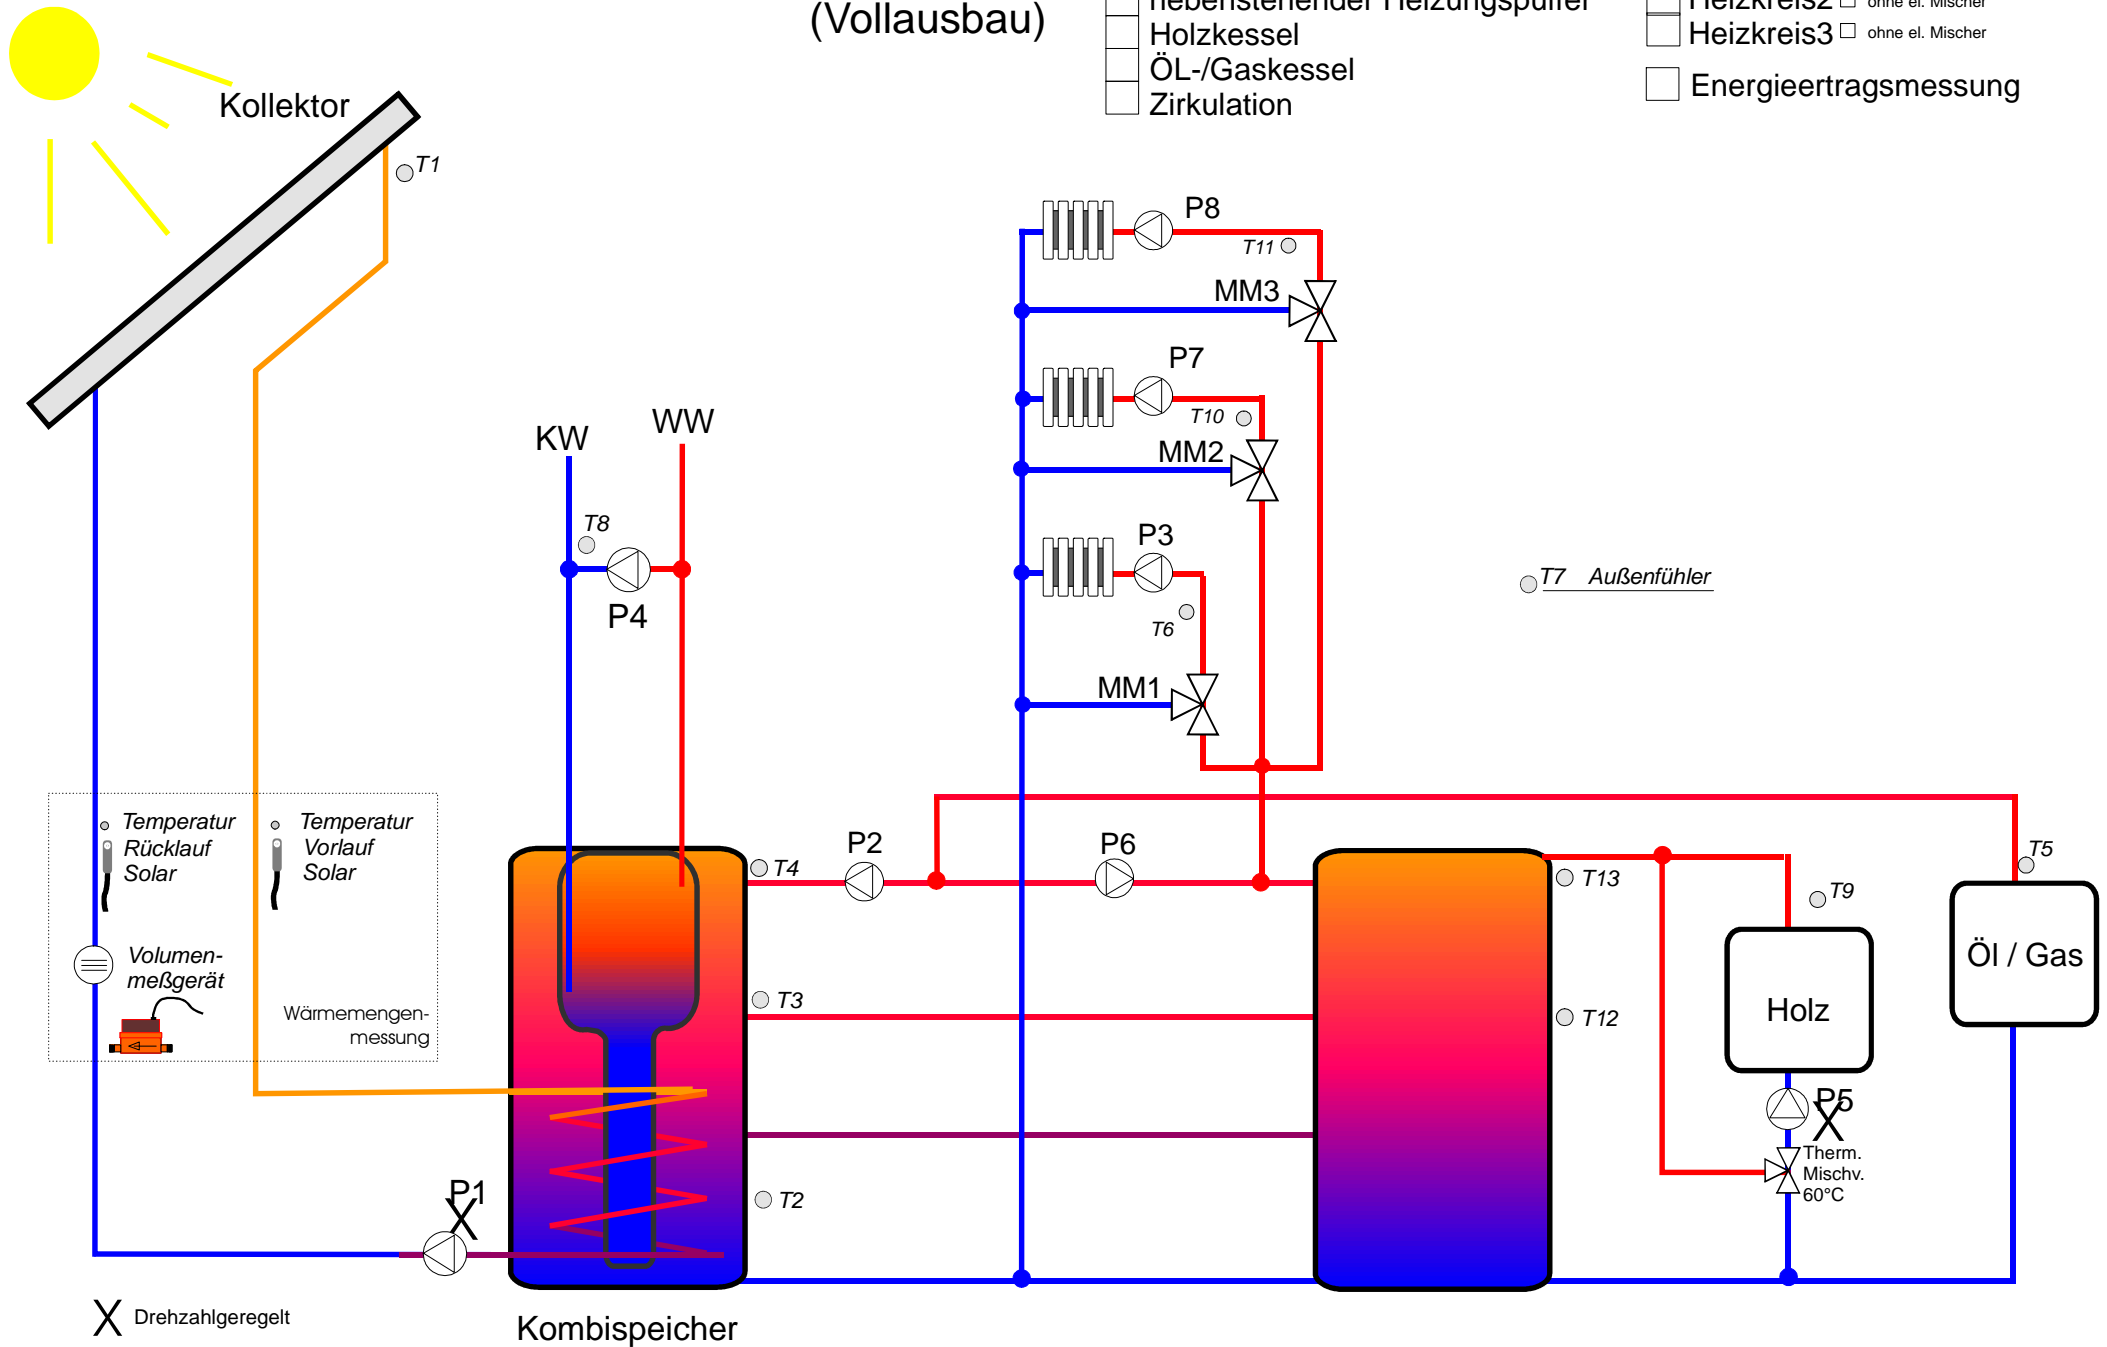 (Vollausbau)
nebenstehender Heizungspuffer
Holzkessel
ÖL-/Gaskessel
Zirkulation
Heizkreis2 ohne el. Mischer
Heizkreis3 ohne el. Mischer
Energieertragsmessung
Kollektor
T1
P8
T11
MM3
P7
T10
MM2
KW
WW
T8
P4
P3
T6
MM1
T7 Außenfühler
Temperatur
Rücklauf
Solar
Temperatur
Vorlauf
Solar
Volumen-
meßgerät
Wärmemengen-
messung
T4
P2
P6
T13
T9
T5
Öl / Gas
T3
T12
Holz
P5
X
Therm.
Mischv.
60°C
T2
P1
X
X Drehzahlgeregelt
Kombispeicher